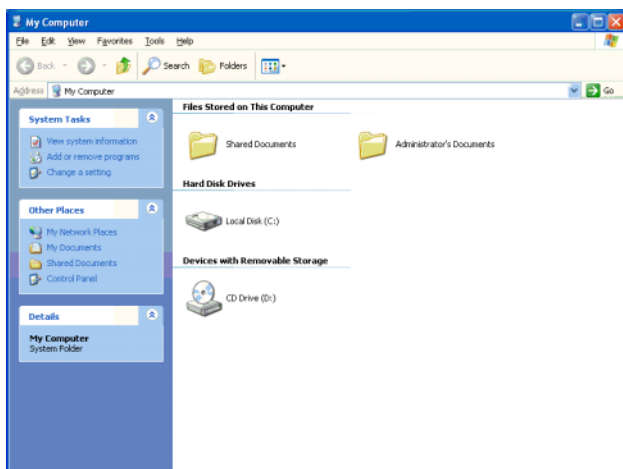 My Computer
File Edit View Favorites Tools Help
Back Search Folders
Address My Computer Go
System Tasks
View system information
Add or remove programs
Change a setting
Other Places
My Network Places
My Documents
Shared Documents
Control Panel
Details
My Computer
System Folder
Files Stored on This Computer
Shared Documents Administrator's Documents
Hard Disk Drives
Local Disk (C:)
Devices with Removable Storage
CD Drive (D:)